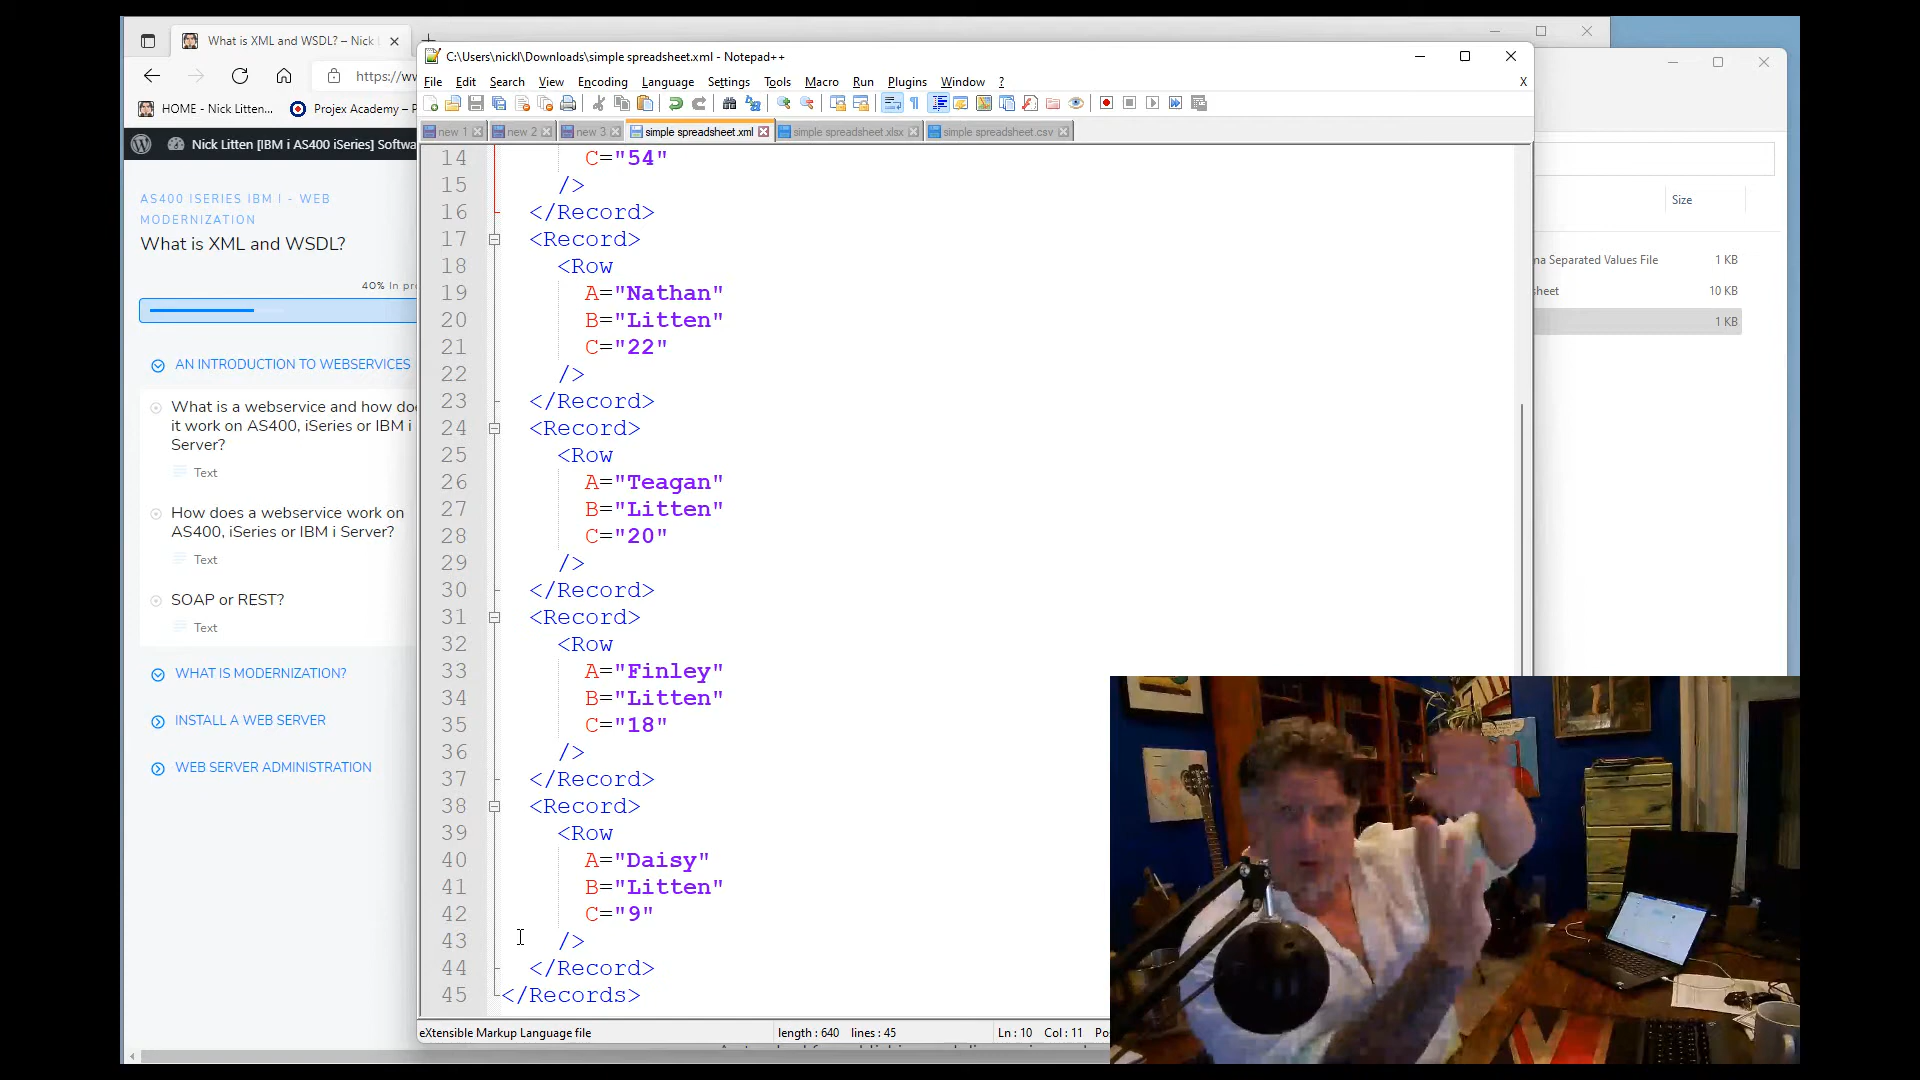 What is XML and WSDL? – Nick L
https://ww
HOME - Nick Litten...
Projex Academy – P
Nick Litten [IBM i AS400 iSeries] Softwa
AS400 ISERIES IBM I - WEB
MODERNIZATION
What is XML and WSDL?
40% In pro
AN INTRODUCTION TO WEBSERVICES
What is a webservice and how doe
it work on AS400, iSeries or IBM i
Server?
Text
How does a webservice work on
AS400, iSeries or IBM i Server?
Text
SOAP or REST?
Text
WHAT IS MODERNIZATION?
INSTALL A WEB SERVER
WEB SERVER ADMINISTRATION
C:\Users\nickl\Downloads\simple spreadsheet.xml - Notepad++
File Edit Search View Encoding Language Settings Tools Macro Run Plugins Window ? X
new 1 new 2 new 3 simple spreadsheet.xml simple spreadsheet.xlsx simple spreadsheet.csv
14 C="54"
15 />
16 </Record>
17 <Record>
18 <Row
19 A="Nathan"
20 B="Litten"
21 C="22"
22 />
23 </Record>
24 <Record>
25 <Row
26 A="Teagan"
27 B="Litten"
28 C="20"
29 />
30 </Record>
31 <Record>
32 <Row
33 A="Finley"
34 B="Litten"
35 C="18"
36 />
37 </Record>
38 <Record>
39 <Row
40 A="Daisy"
41 B="Litten"
42 C="9"
43 />
44 </Record>
45 </Records>
eXtensible Markup Language file length : 640 lines : 45 Ln : 10 Col : 11 Po
Size
na Separated Values File 1 KB
sheet 10 KB
1 KB